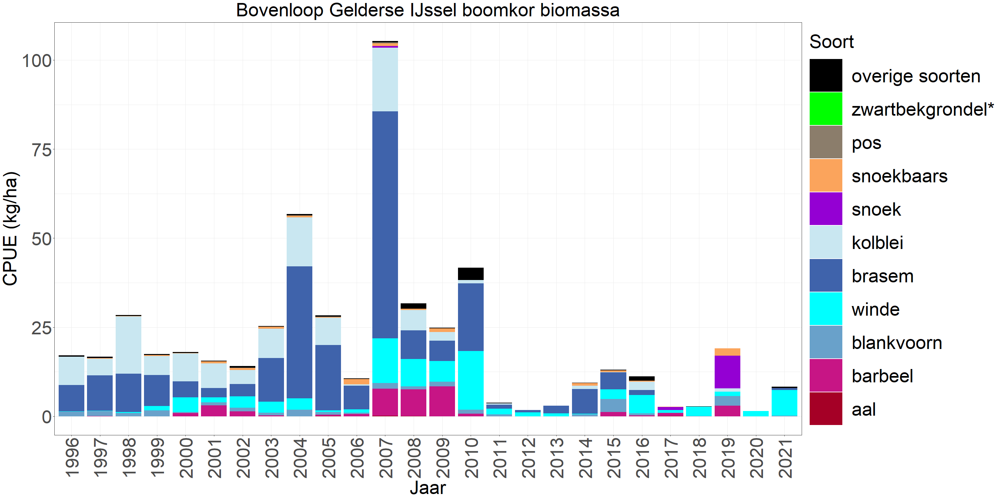 Bovenloop Gelderse IJssel boomkor biomassa
CPUE (kg/ha)
100
75
50
25
0
1996
1997
1998
1999
2000
2001
2002
2003
2004
2005
2006
2007
2008
2009
2010
2011
2012
2013
2014
2015
2016
2017
2018
2019
2020
2021
Jaar
Soort
overige soorten
zwartbekgrondel*
pos
snoekbaars
snoek
kolblei
brasem
winde
blankvoorn
barbeel
aal